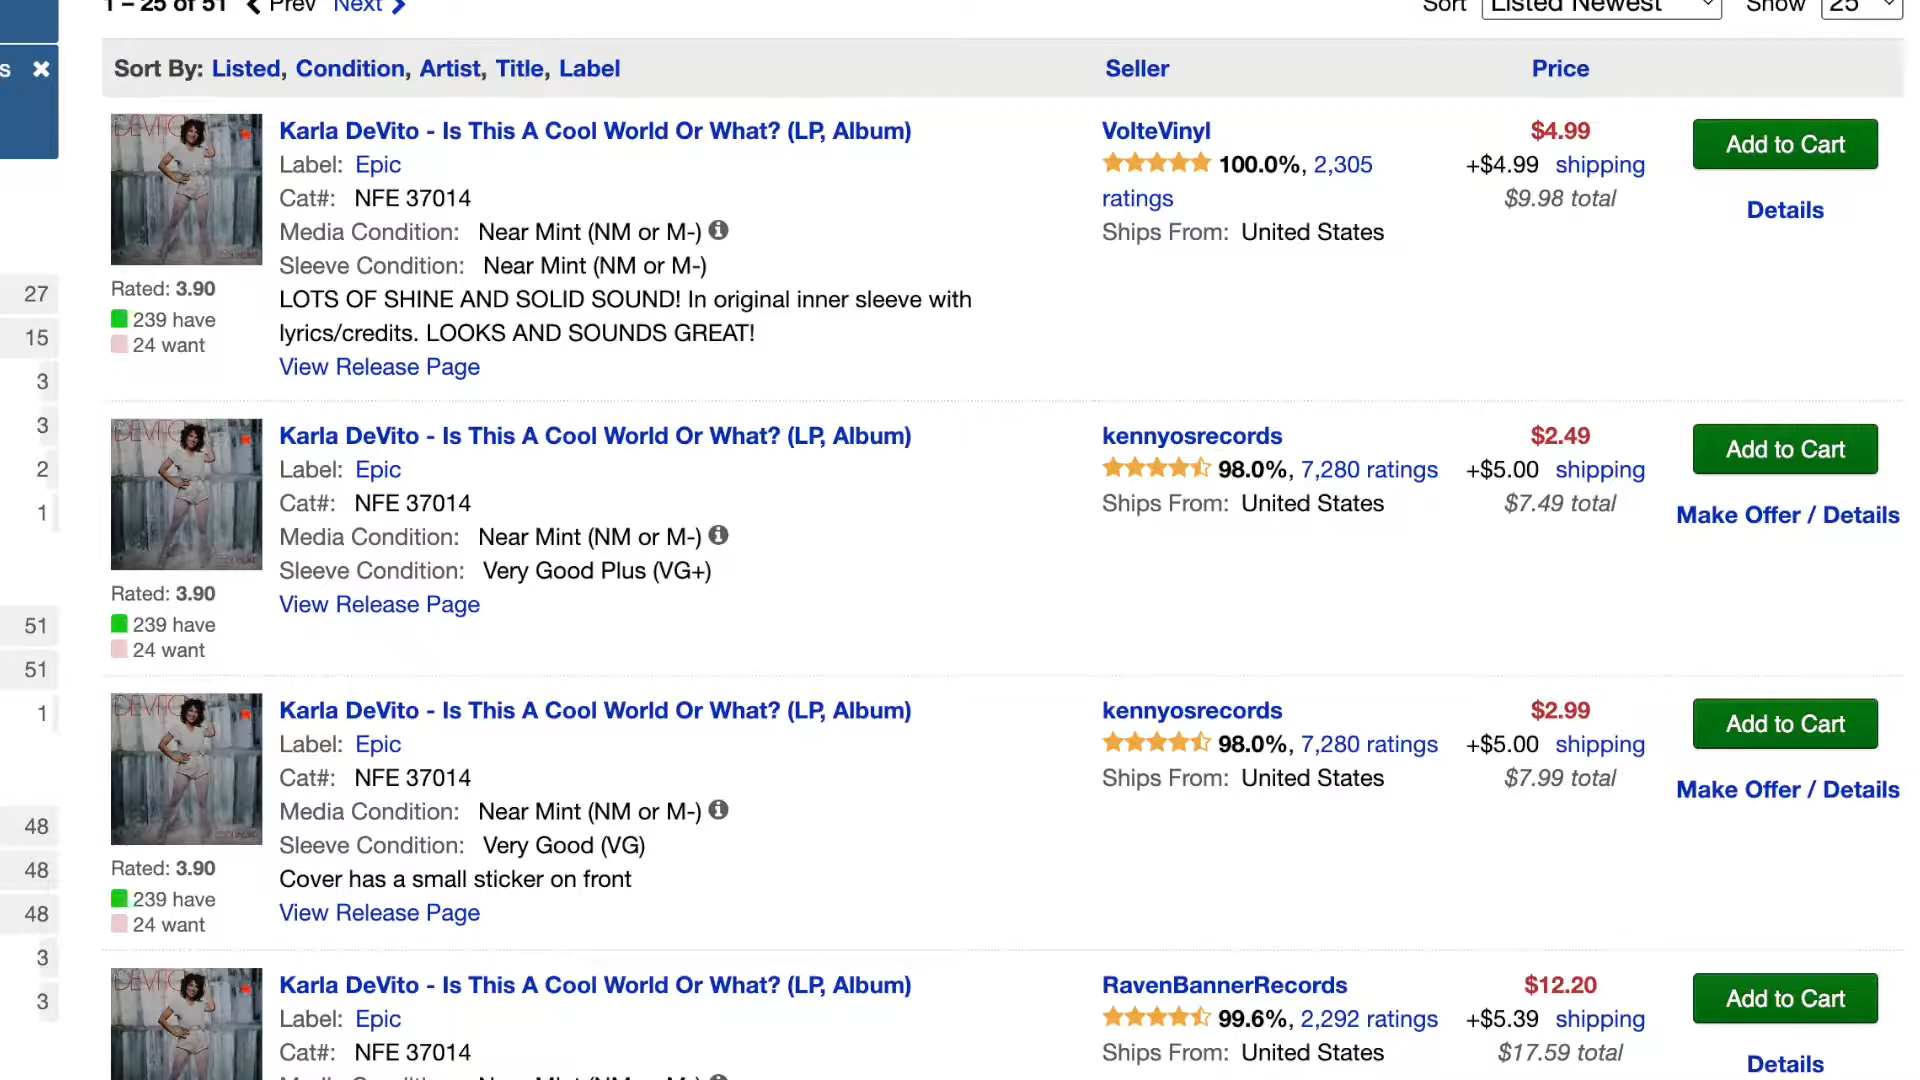 1 – 25 of 51 Prev Next Sort Listed Newest Show 25
s
Sort By: Listed, Condition, Artist, Title, Label Seller Price
Karla DeVito - Is This A Cool World Or What? (LP, Album) VolteVinyl $4.99 Add to Cart
Label: Epic 100.0%, 2,305 +$4.99 shipping
Cat#: NFE 37014 ratings $9.98 total Details
Media Condition: Near Mint (NM or M-) Ships From: United States
Sleeve Condition: Near Mint (NM or M-)
Rated: 3.90 LOTS OF SHINE AND SOLID SOUND! In original inner sleeve with
27
239 have lyrics/credits. LOOKS AND SOUNDS GREAT!
15 24 want
View Release Page
3
3
Karla DeVito - Is This A Cool World Or What? (LP, Album) kennyosrecords $2.49 Add to Cart
2 Label: Epic 98.0%, 7,280 ratings +$5.00 shipping
1 Cat#: NFE 37014 Ships From: United States $7.49 total Make Offer / Details
Media Condition: Near Mint (NM or M-)
Sleeve Condition: Very Good Plus (VG+)
Rated: 3.90 View Release Page
51 239 have
24 want
51
1 Karla DeVito - Is This A Cool World Or What? (LP, Album) kennyosrecords $2.99 Add to Cart
Label: Epic 98.0%, 7,280 ratings +$5.00 shipping
Cat#: NFE 37014 Ships From: United States $7.99 total Make Offer / Details
48 Media Condition: Near Mint (NM or M-)
Sleeve Condition: Very Good (VG)
48 Rated: 3.90 Cover has a small sticker on front
239 have View Release Page
48 24 want
3
Karla DeVito - Is This A Cool World Or What? (LP, Album) RavenBannerRecords $12.20 Add to Cart
3 Label: Epic 99.6%, 2,292 ratings +$5.39 shipping
Cat#: NFE 37014 Ships From: United States $17.59 total Details
DEVITO
DEVITO
DEVITO
DEVITO